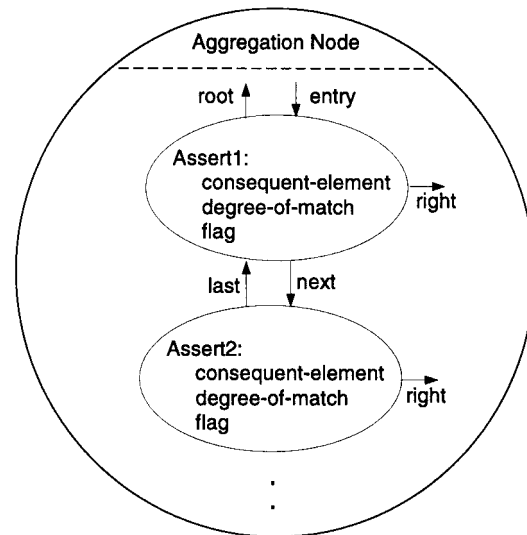 Aggregation Node
root entry
Assert1:
consequent-element
degree-of-match
flag
right
last next
Assert2:
consequent-element
degree-of-match
flag
right